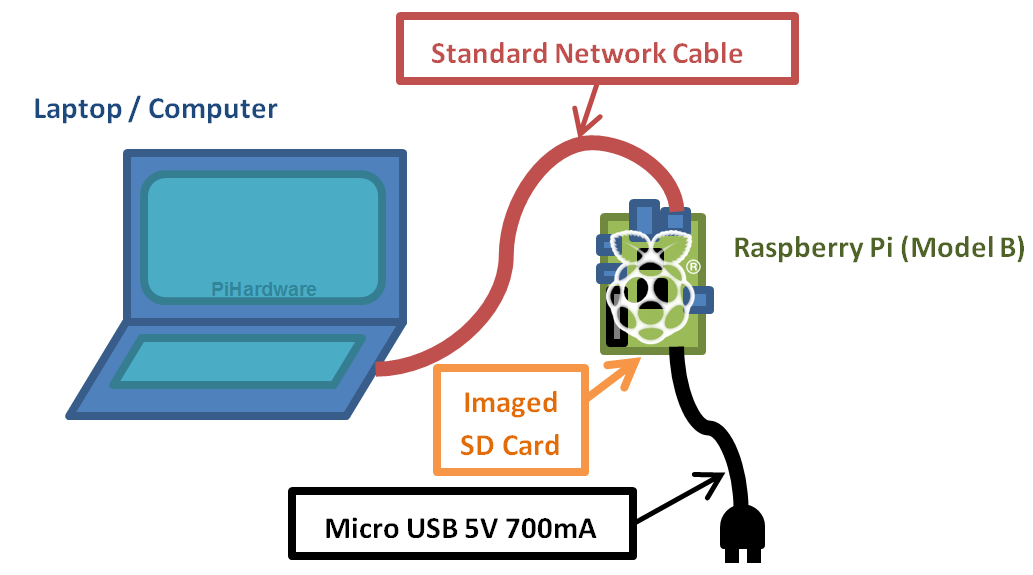 Standard Network Cable
Laptop / Computer
PiHardware
®
Raspberry Pi (Model B)
Imaged
SD Card
Micro USB 5V 700mA